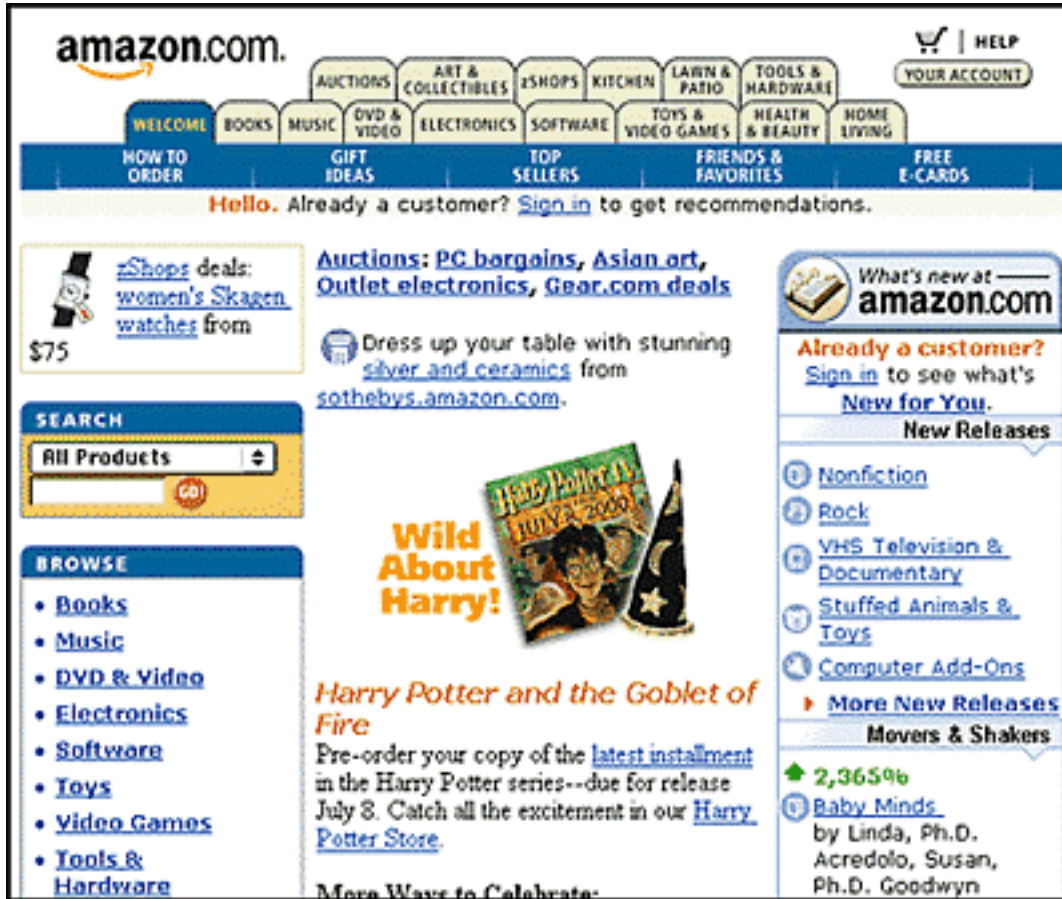 amazon.com.
HELP
YOUR ACCOUNT
AUCTIONS
ART &
COLLECTIBLES
zSHOPS
KITCHEN
LAWN &
PATIO
TOOLS &
HARDWARE
WELCOME
BOOKS
MUSIC
DVD &
VIDEO
ELECTRONICS
SOFTWARE
TOYS &
VIDEO GAMES
HEALTH
& BEAUTY
HOME
LIVING
HOW TO
ORDER
GIFT
IDEAS
TOP
SELLERS
FRIENDS &
FAVORITES
FREE
E-CARDS
Hello. Already a customer? Sign in to get recommendations.
zShops deals:
women's Skagen
watches from
$75
SEARCH
All Products
GO!
BROWSE
• Books
• Music
• DVD & Video
• Electronics
• Software
• Toys
• Video Games
• Tools &
Hardware
Auctions: PC bargains, Asian art,
Outlet electronics, Gear.com deals
Dress up your table with stunning
silver and ceramics from
sothebys.amazon.com.
Wild
About
Harry!
Harry Potter IV
JULY 8, 2000
Harry Potter and the Goblet of
Fire
Pre-order your copy of the latest installment
in the Harry Potter series--due for release
July 8. Catch all the excitement in our Harry
Potter Store.
More Ways to Celebrate:
What's new at
amazon.com
Already a customer?
Sign in to see what's
New for You.
New Releases
Nonfiction
Rock
VHS Television &
Documentary
Stuffed Animals &
Toys
Computer Add-Ons
More New Releases
Movers & Shakers
2,365%
Baby Minds
by Linda, Ph.D.
Acredolo, Susan,
Ph.D. Goodwyn